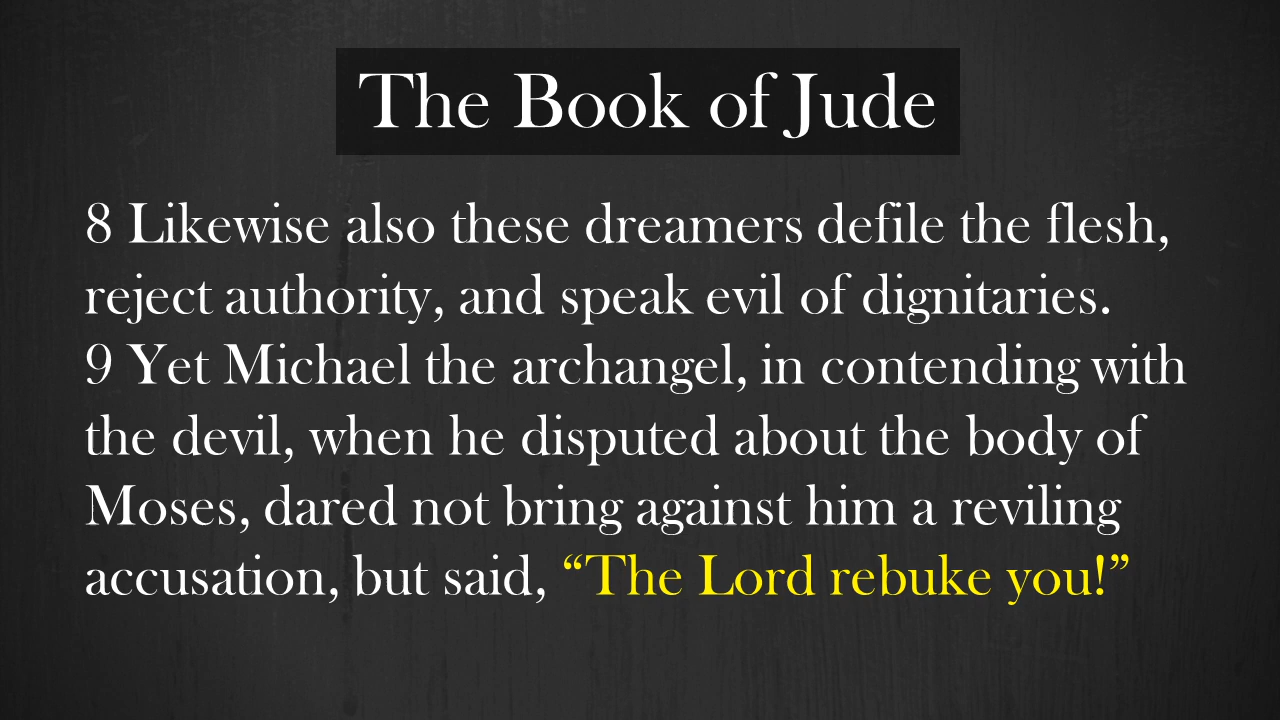 The Book of Jude
8 Likewise also these dreamers defile the flesh,
reject authority, and speak evil of dignitaries.
9 Yet Michael the archangel, in contending with
the devil, when he disputed about the body of
Moses, dared not bring against him a reviling
accusation, but said, “The Lord rebuke you!”